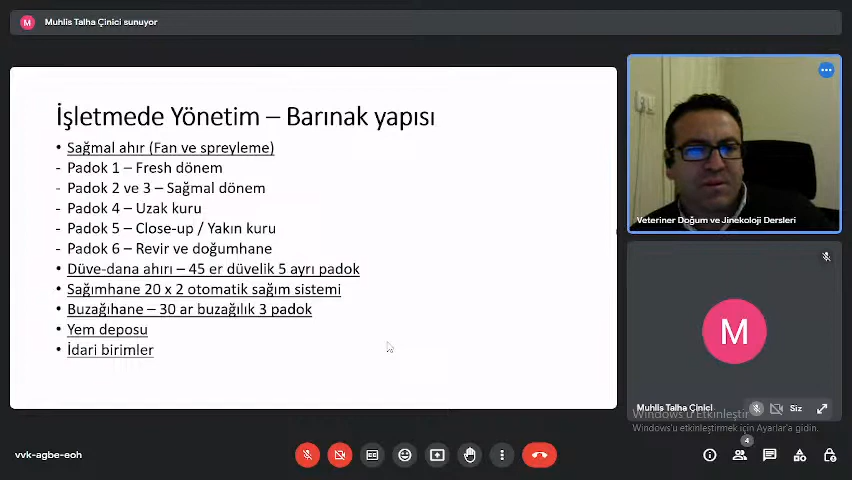 M
Muhlis Talha Çinici sunuyor
İşletmede Yönetim – Barınak yapısı
• Sağmal ahır (Fan ve spreyleme)
- Padok 1 – Fresh dönem
- Padok 2 ve 3 – Sağmal dönem
- Padok 4 – Uzak kuru
- Padok 5 – Close-up / Yakın kuru
- Padok 6 – Revir ve doğumhane
• Düve-dana ahırı – 45 er düvelik 5 ayrı padok
• Sağımhane 20 x 2 otomatik sağım sistemi
• Buzağıhane – 30 ar buzağılık 3 padok
• Yem deposu
• İdari birimler
Veteriner Doğum ve Jinekoloji Dersleri
M
Muhlis Talha Çinici
Siz
Windows'u Etkinleştir
Windows'u etkinleştirmek için Ayarlar'a gidin.
vvk-agbe-eoh
4